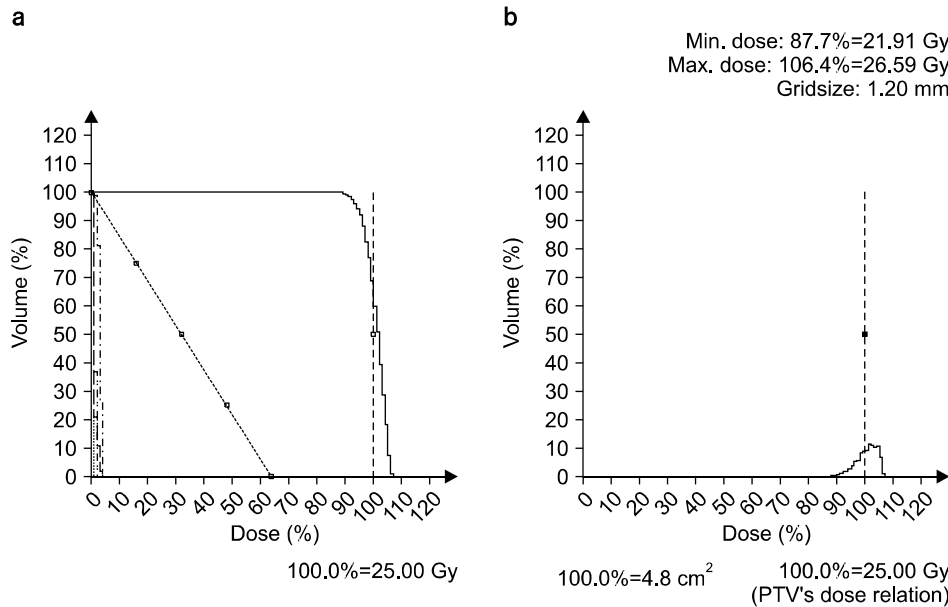 a
Volume (%)
120
110
100
90
80
70
60
50
40
30
20
10
0
0 10 20 30 40 50 60 70 80 90 100 110 120
Dose (%)
100.0%=25.00 Gy
b
Min. dose: 87.7%=21.91 Gy
Max. dose: 106.4%=26.59 Gy
Gridsize: 1.20 mm
Volume (%)
120
110
100
90
80
70
60
50
40
30
20
10
0
0 10 20 30 40 50 60 70 80 90 100 110 120
Dose (%)
100.0%=4.8 cm²
100.0%=25.00 Gy
(PTV's dose relation)